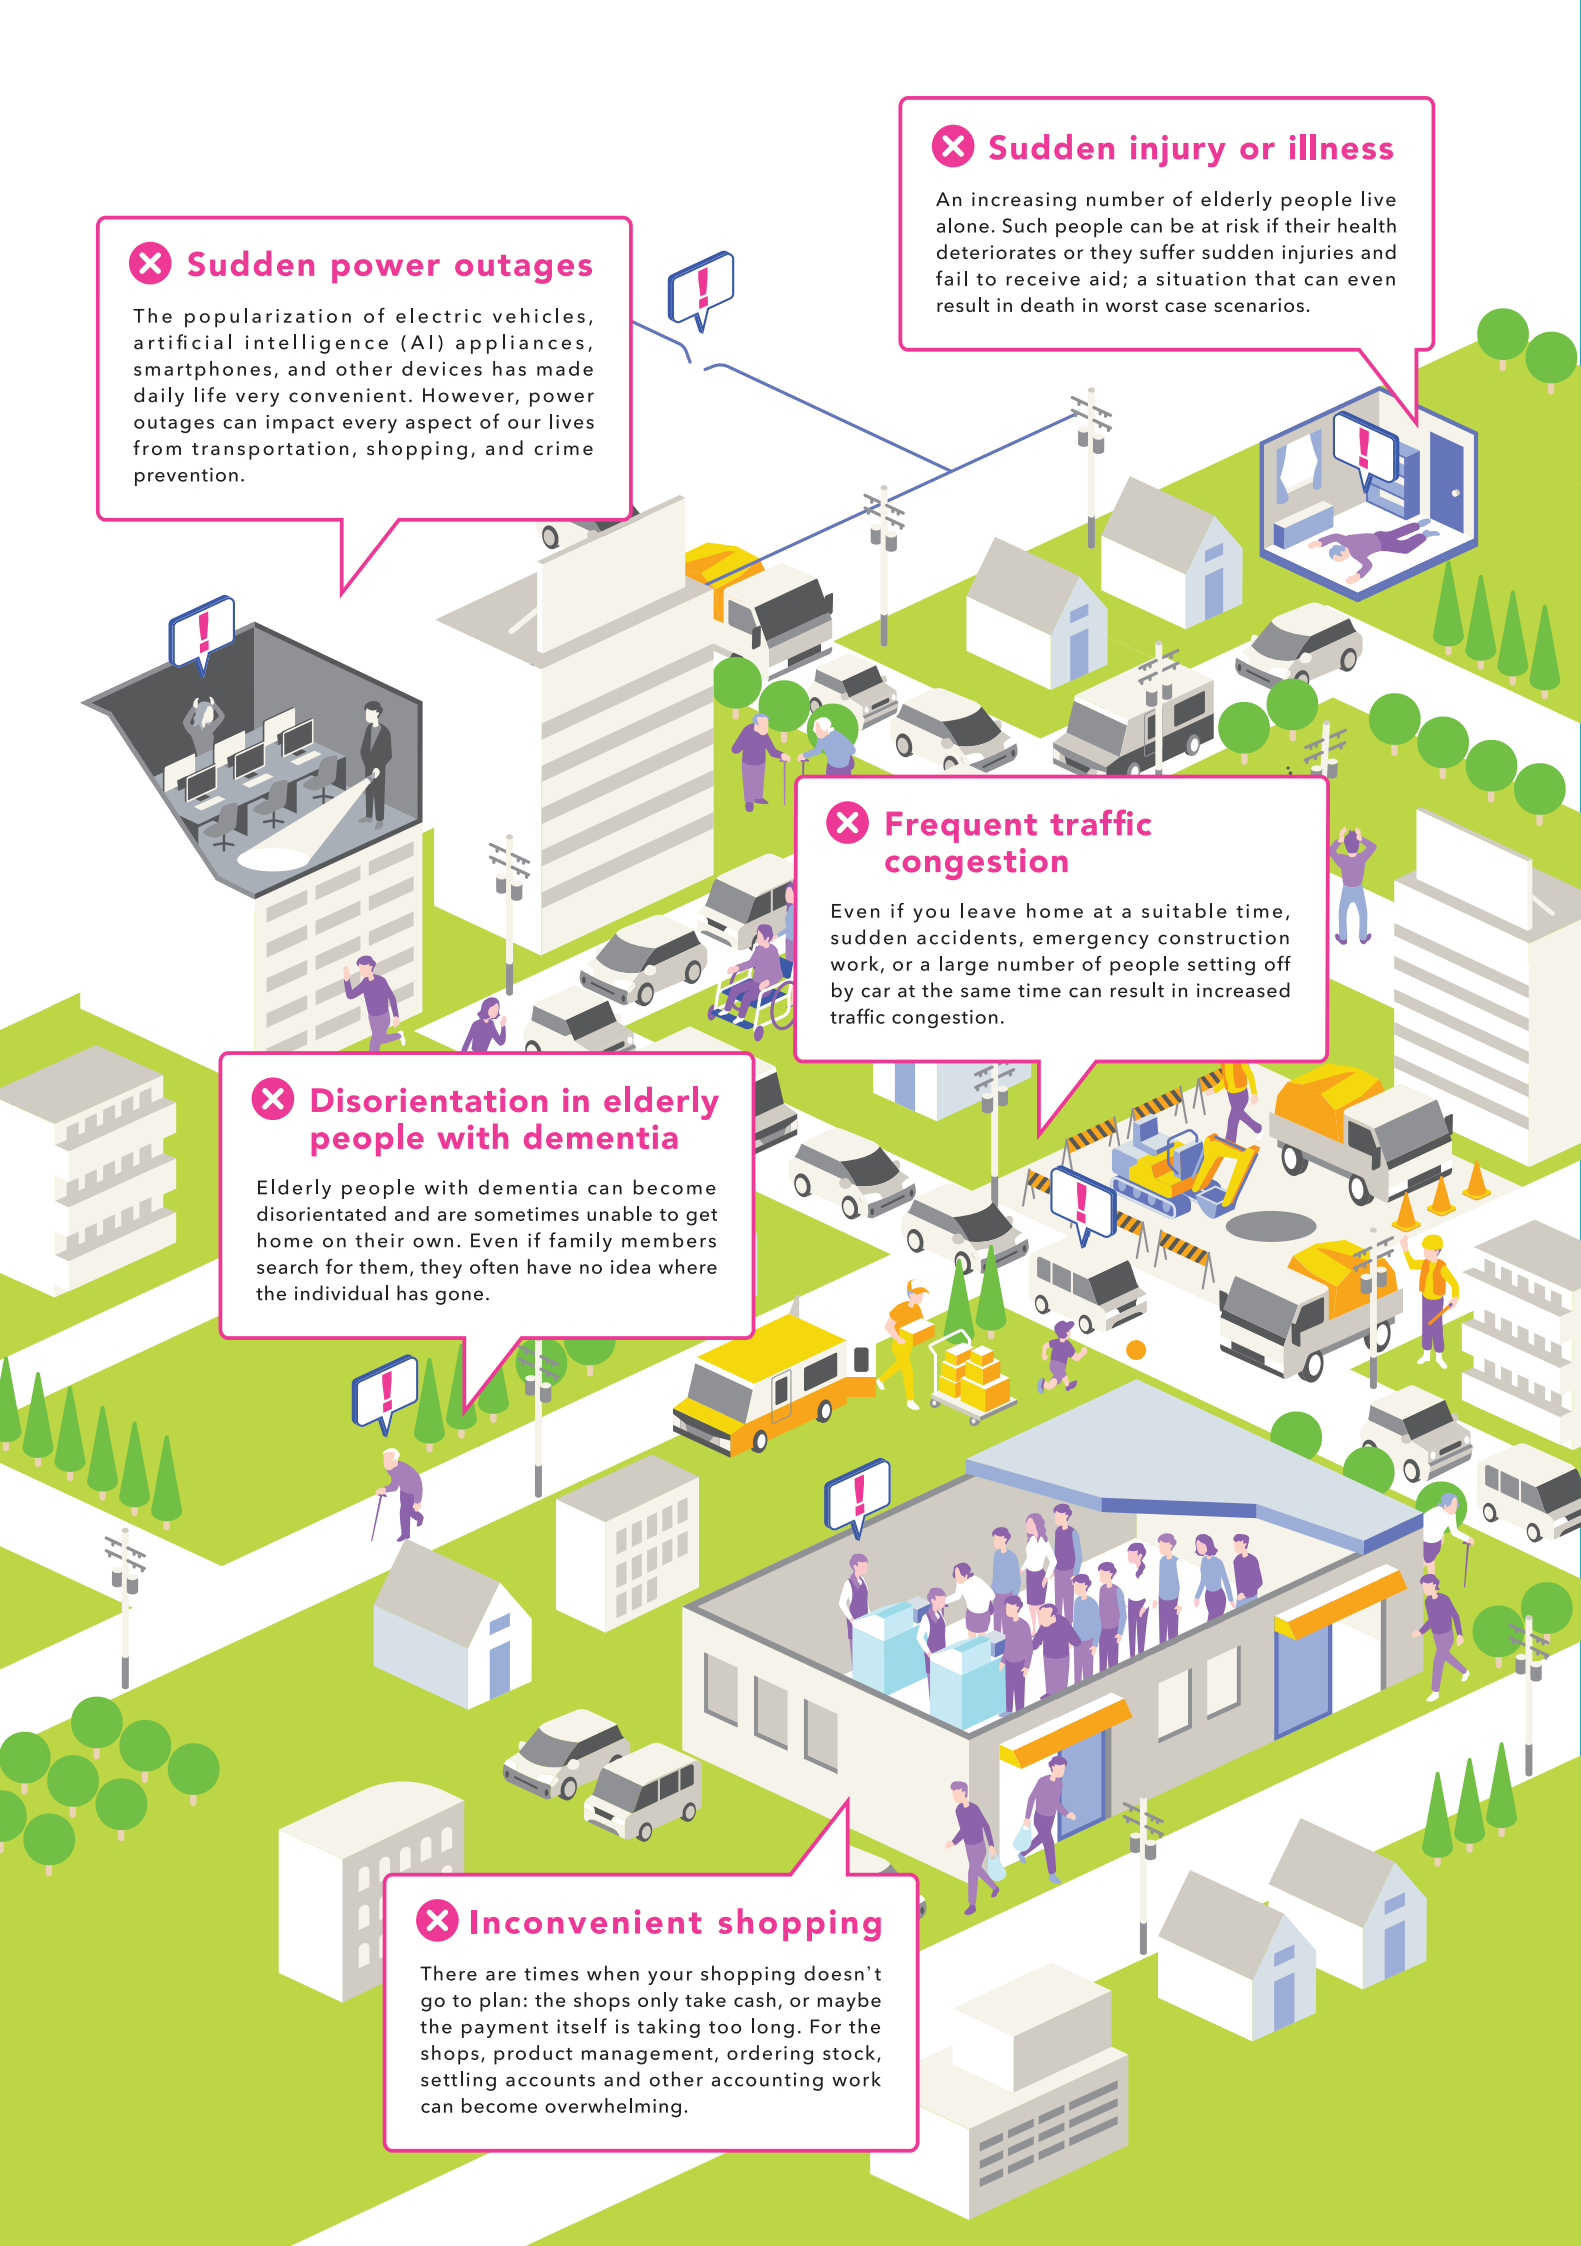 Sudden injury or illness
An increasing number of elderly people live
alone. Such people can be at risk if their health
deteriorates or they suffer sudden injuries and
fail to receive aid; a situation that can even
result in death in worst case scenarios.
Sudden power outages
The popularization of electric vehicles,
artificial intelligence (AI) appliances,
smartphones, and other devices has made
daily life very convenient. However, power
outages can impact every aspect of our lives
from transportation, shopping, and crime
prevention.
Frequent traffic
congestion
Even if you leave home at a suitable time,
sudden accidents, emergency construction
work, or a large number of people setting off
by car at the same time can result in increased
traffic congestion.
Disorientation in elderly
people with dementia
Elderly people with dementia can become
disorientated and are sometimes unable to get
home on their own. Even if family members
search for them, they often have no idea where
the individual has gone.
Inconvenient shopping
There are times when your shopping doesn't
go to plan: the shops only take cash, or maybe
the payment itself is taking too long. For the
shops, product management, ordering stock,
settling accounts and other accounting work
can become overwhelming.